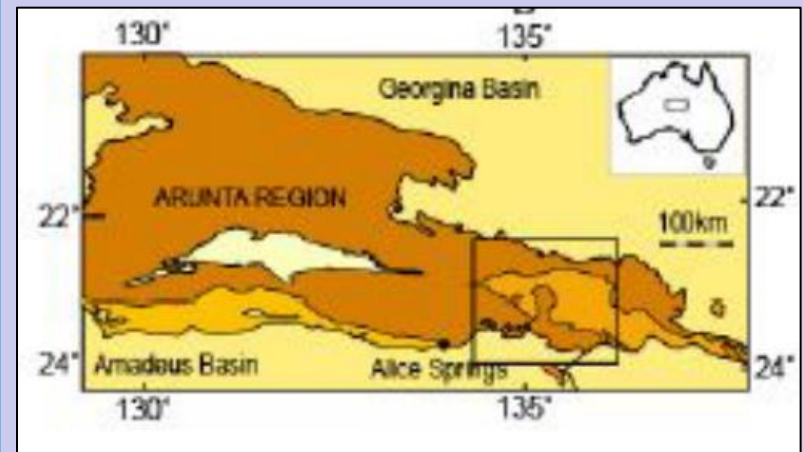 130°
135°
Georgina Basin
ARUNTA REGION
22°
22°
100km
24°
Amadeus Basin
Alice Springs
24°
130°
135°